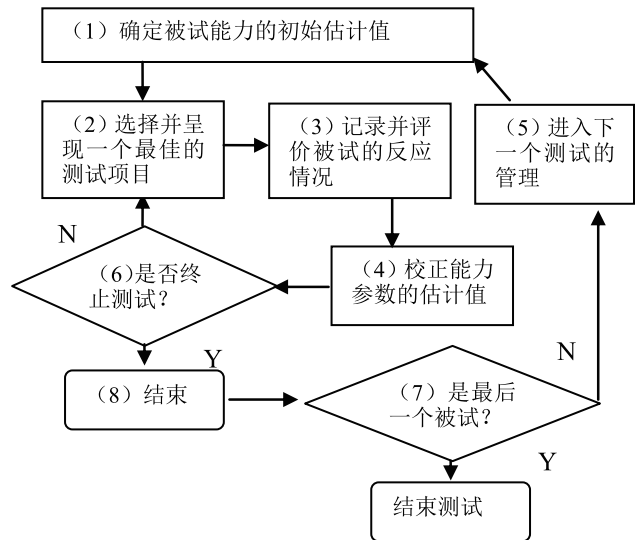 （1）确定被试能力的初始估计值
（2）选择并呈
现一个最佳的
测试项目
（3）记录并评
价被试的反应
情况
（5）进入下
一个测试的
管理
N
（6)是否终
止测试？
（4）校正能力
参数的估计值
Y
N
（8）结束
（7）是最后
一个被试？
Y
结束测试